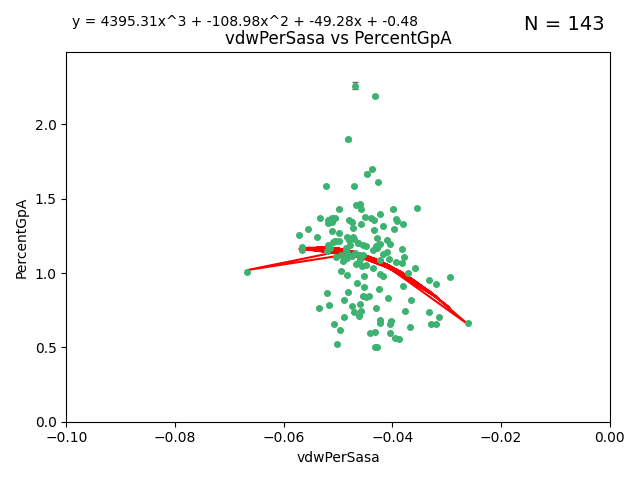 y = 4395.31x^3 + -108.98x^2 + -49.28x + -0.48
N = 143
vdwPerSasa vs PercentGpA
PercentGpA
2.0
1.5
1.0
0.5
0.0
−0.10 −0.08 −0.06 −0.04 −0.02 0.00
vdwPerSasa